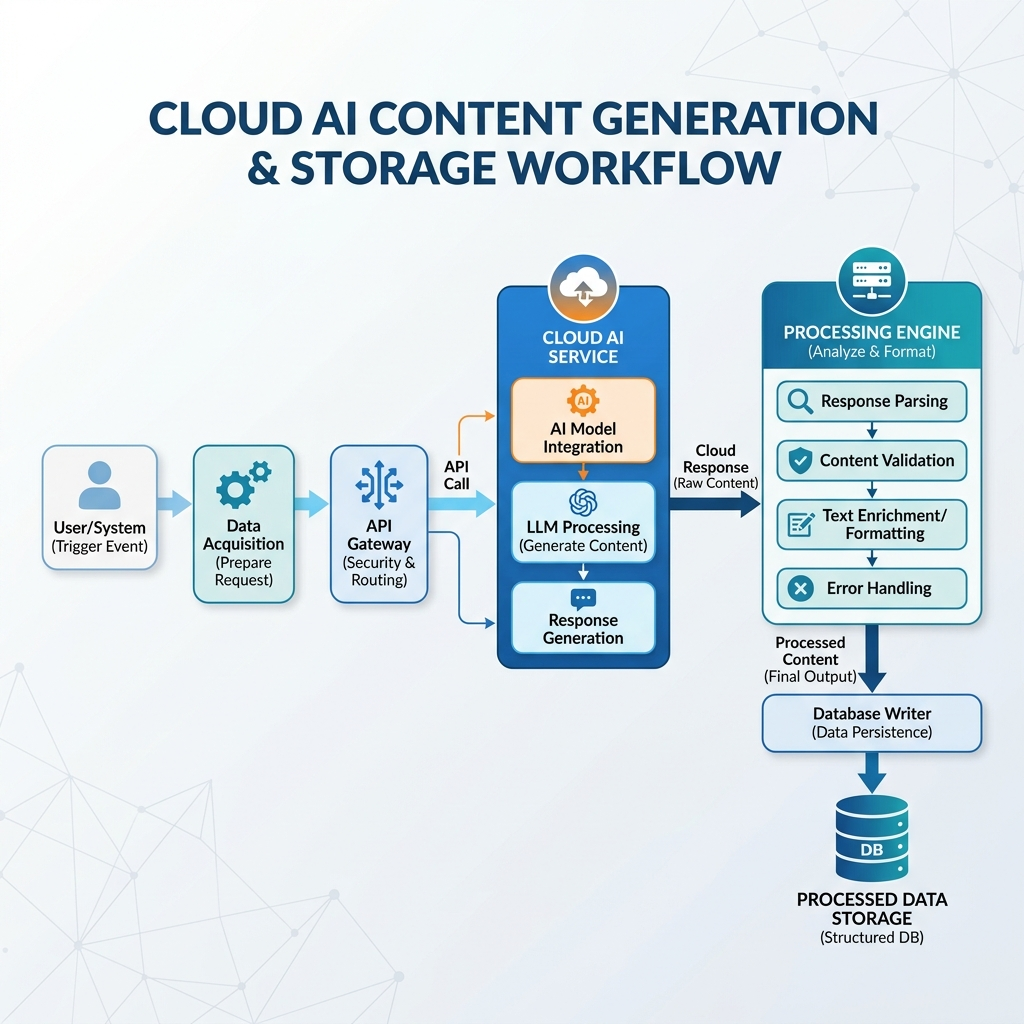 CLOUD AI CONTENT GENERATION
& STORAGE WORKFLOW
User/System
(Trigger Event)
Data
Acquisition
(Prepare
Request)
API
Gateway
(Security &
Routing)
API
Call
CLOUD AI
SERVICE
AI
AI Model
Integration
LLM Processing
(Generate Content)
Response
Generation
Cloud
Response
(Raw Content)
PROCESSING ENGINE
(Analyze & Format)
Response Parsing
Content Validation
Text Enrichment/
Formatting
Error Handling
Processed
Content
(Final Output)
Database Writer
(Data Persistence)
DB
PROCESSED DATA
STORAGE
(Structured DB)